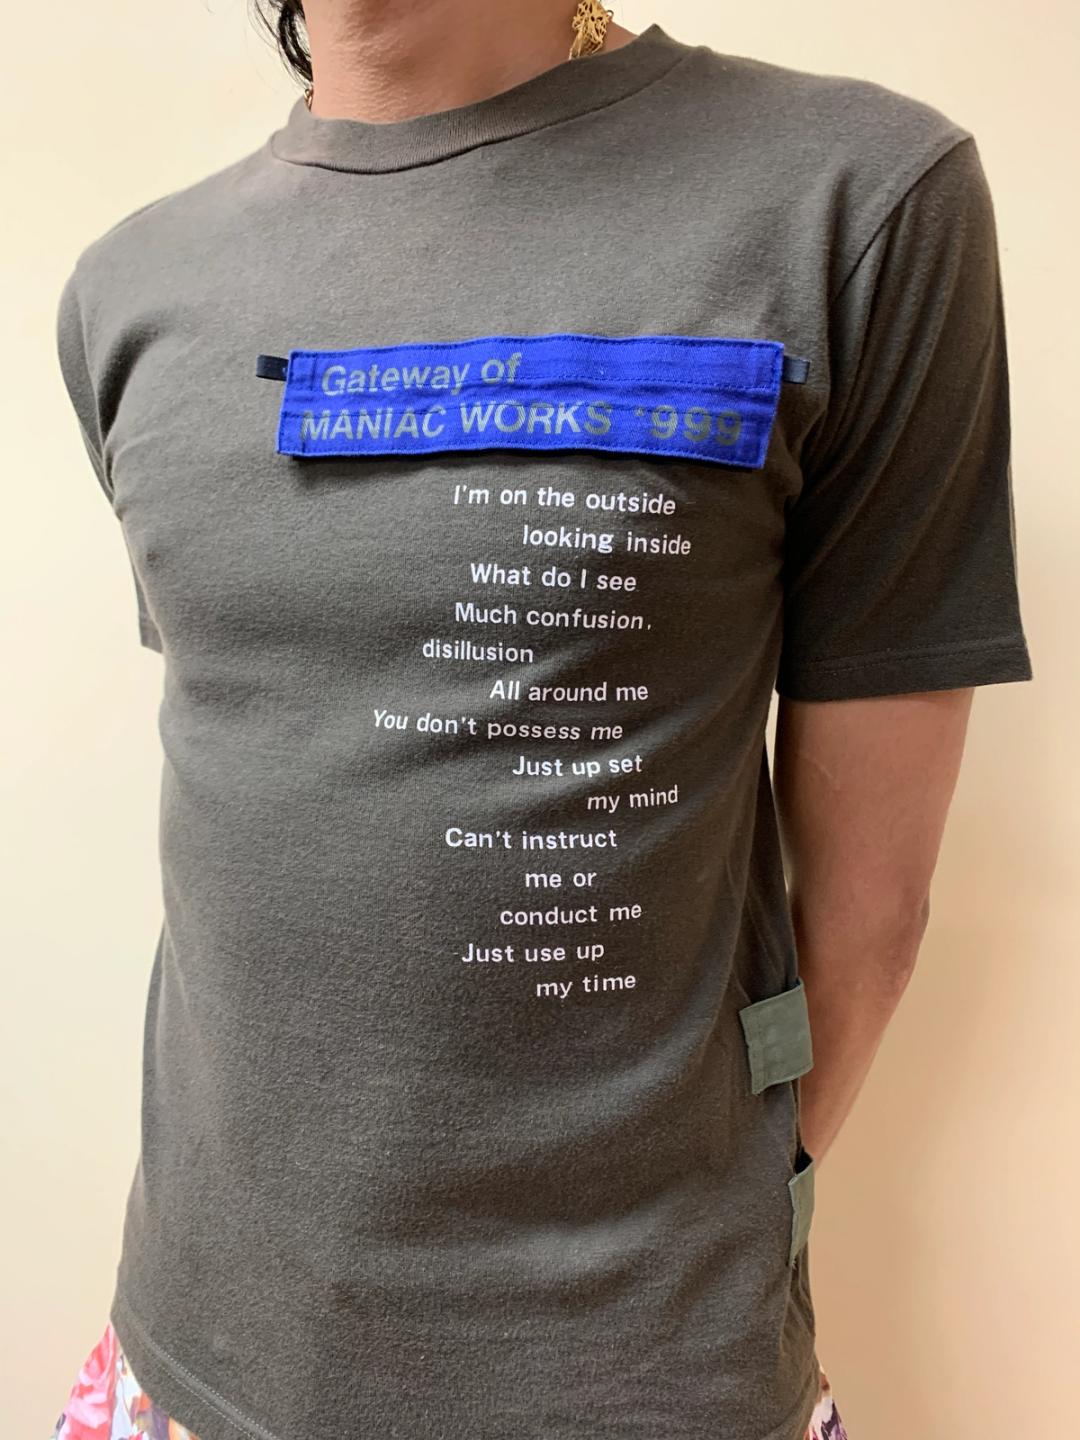 Gateway of
MANIAC WORKS '999
I'm on the outside
looking inside
What do I see
Much confusion,
disillusion
All around me
You don't possess me
Just up set
my mind
Can't instruct
me or
conduct me
Just use up
my time